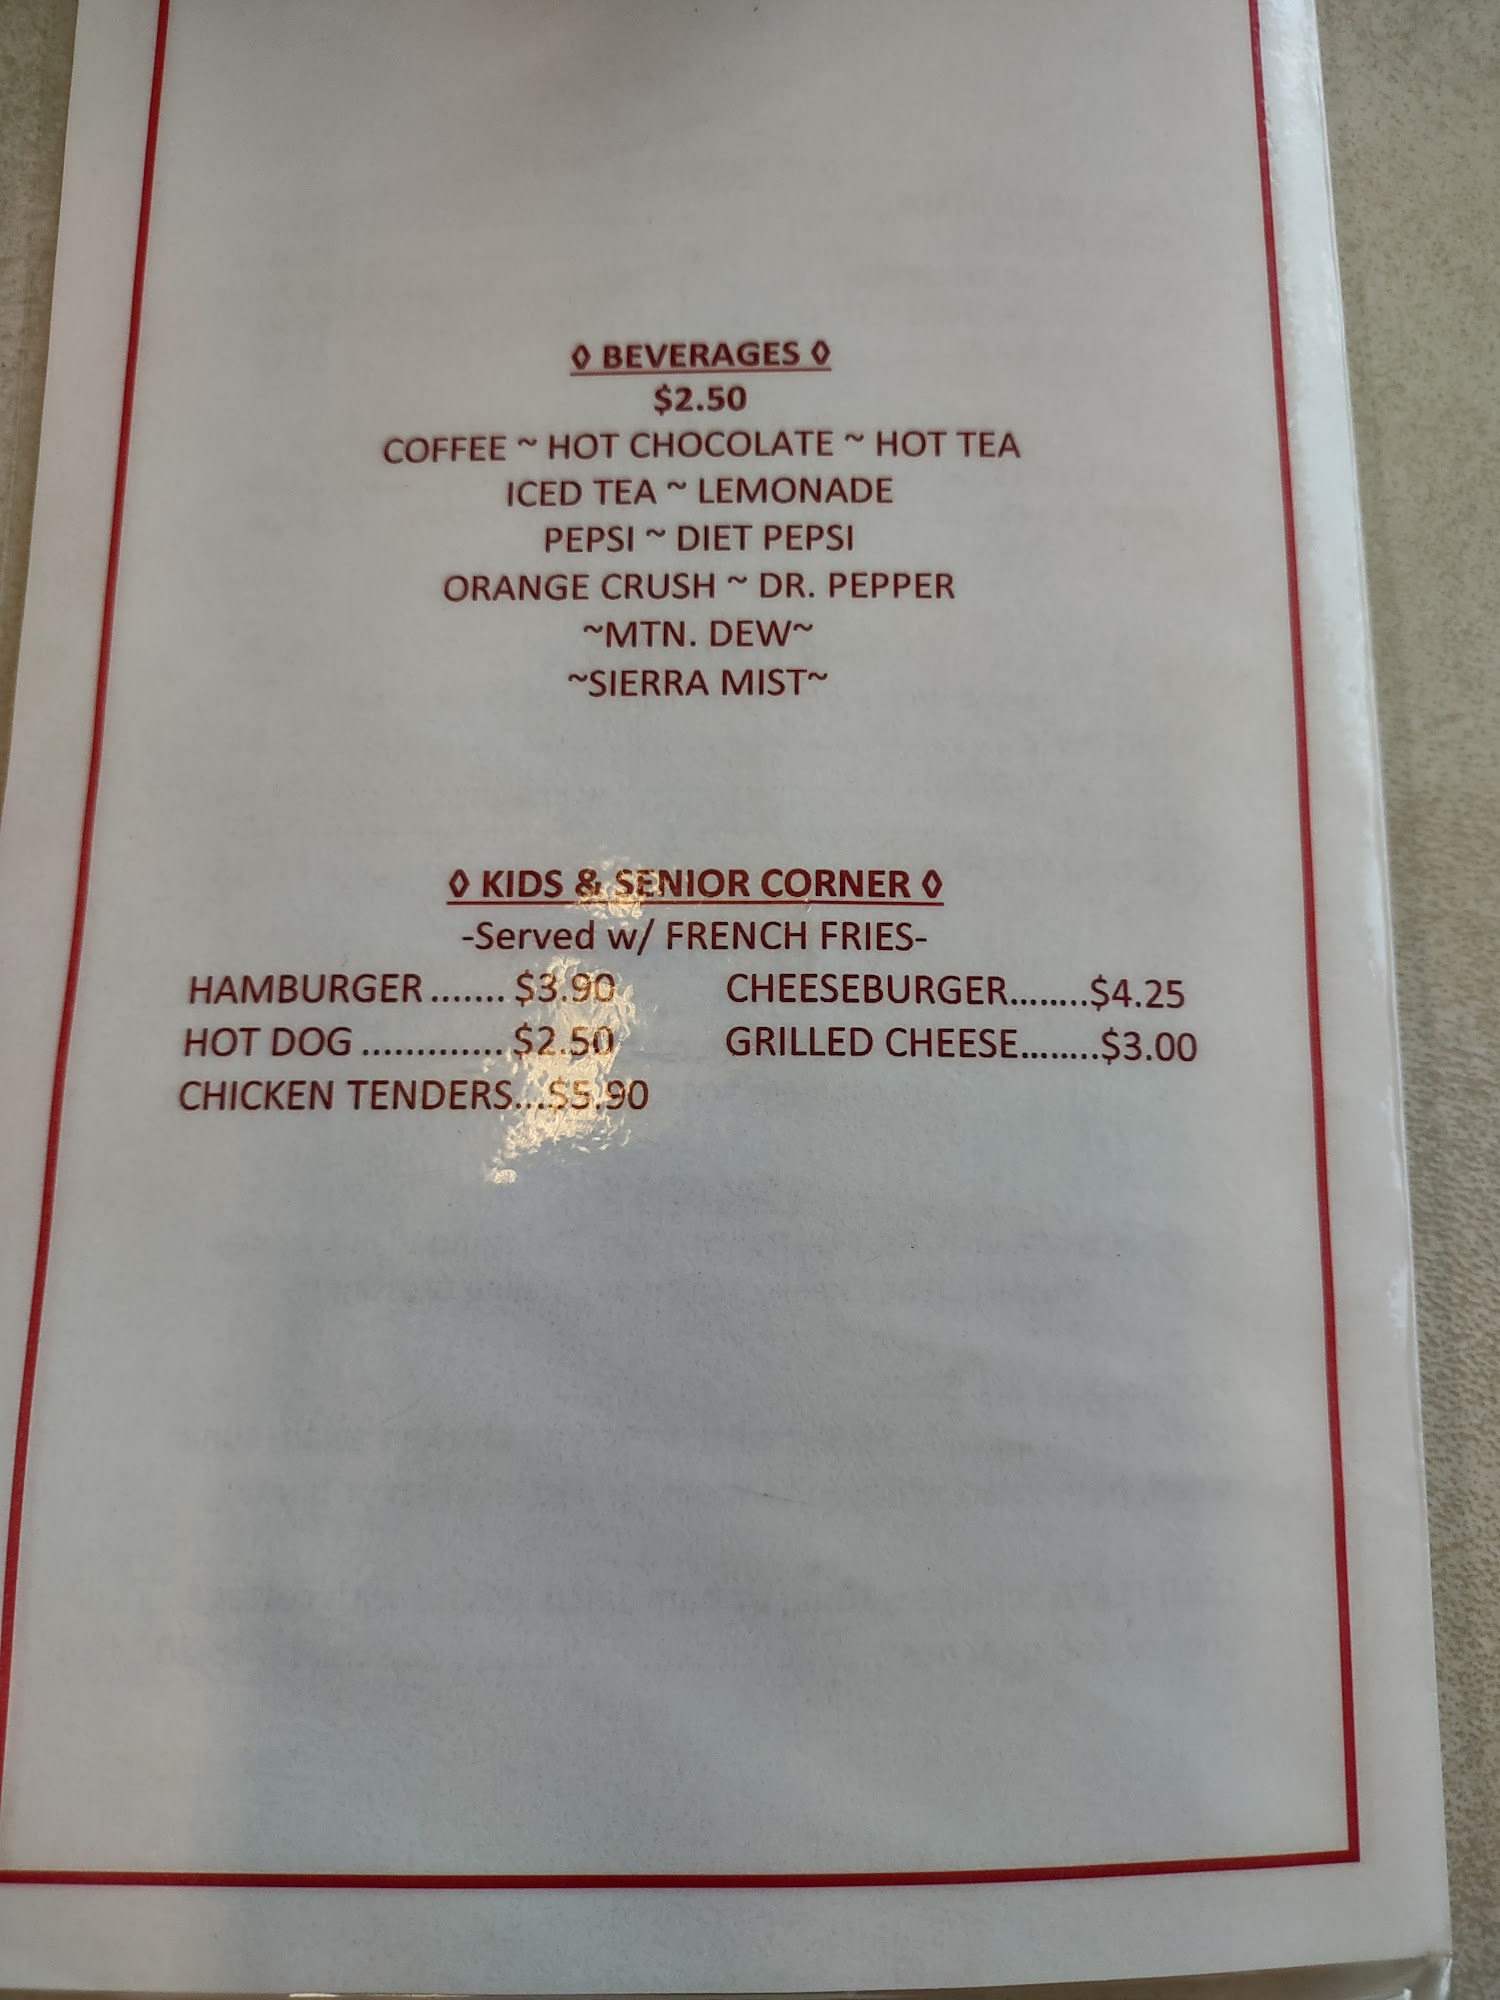 ◊ BEVERAGES ◊
$2.50
COFFEE ~ HOT CHOCOLATE ~ HOT TEA
ICED TEA ~ LEMONADE
PEPSI ~ DIET PEPSI
ORANGE CRUSH ~ DR. PEPPER
~MTN. DEW~
~SIERRA MIST~
◊ KIDS & SENIOR CORNER ◊
-Served w/ FRENCH FRIES-
HAMBURGER ....... $3.90 CHEESEBURGER........$4.25
HOT DOG ............. $2.50 GRILLED CHEESE........$3.00
CHICKEN TENDERS...$5.90